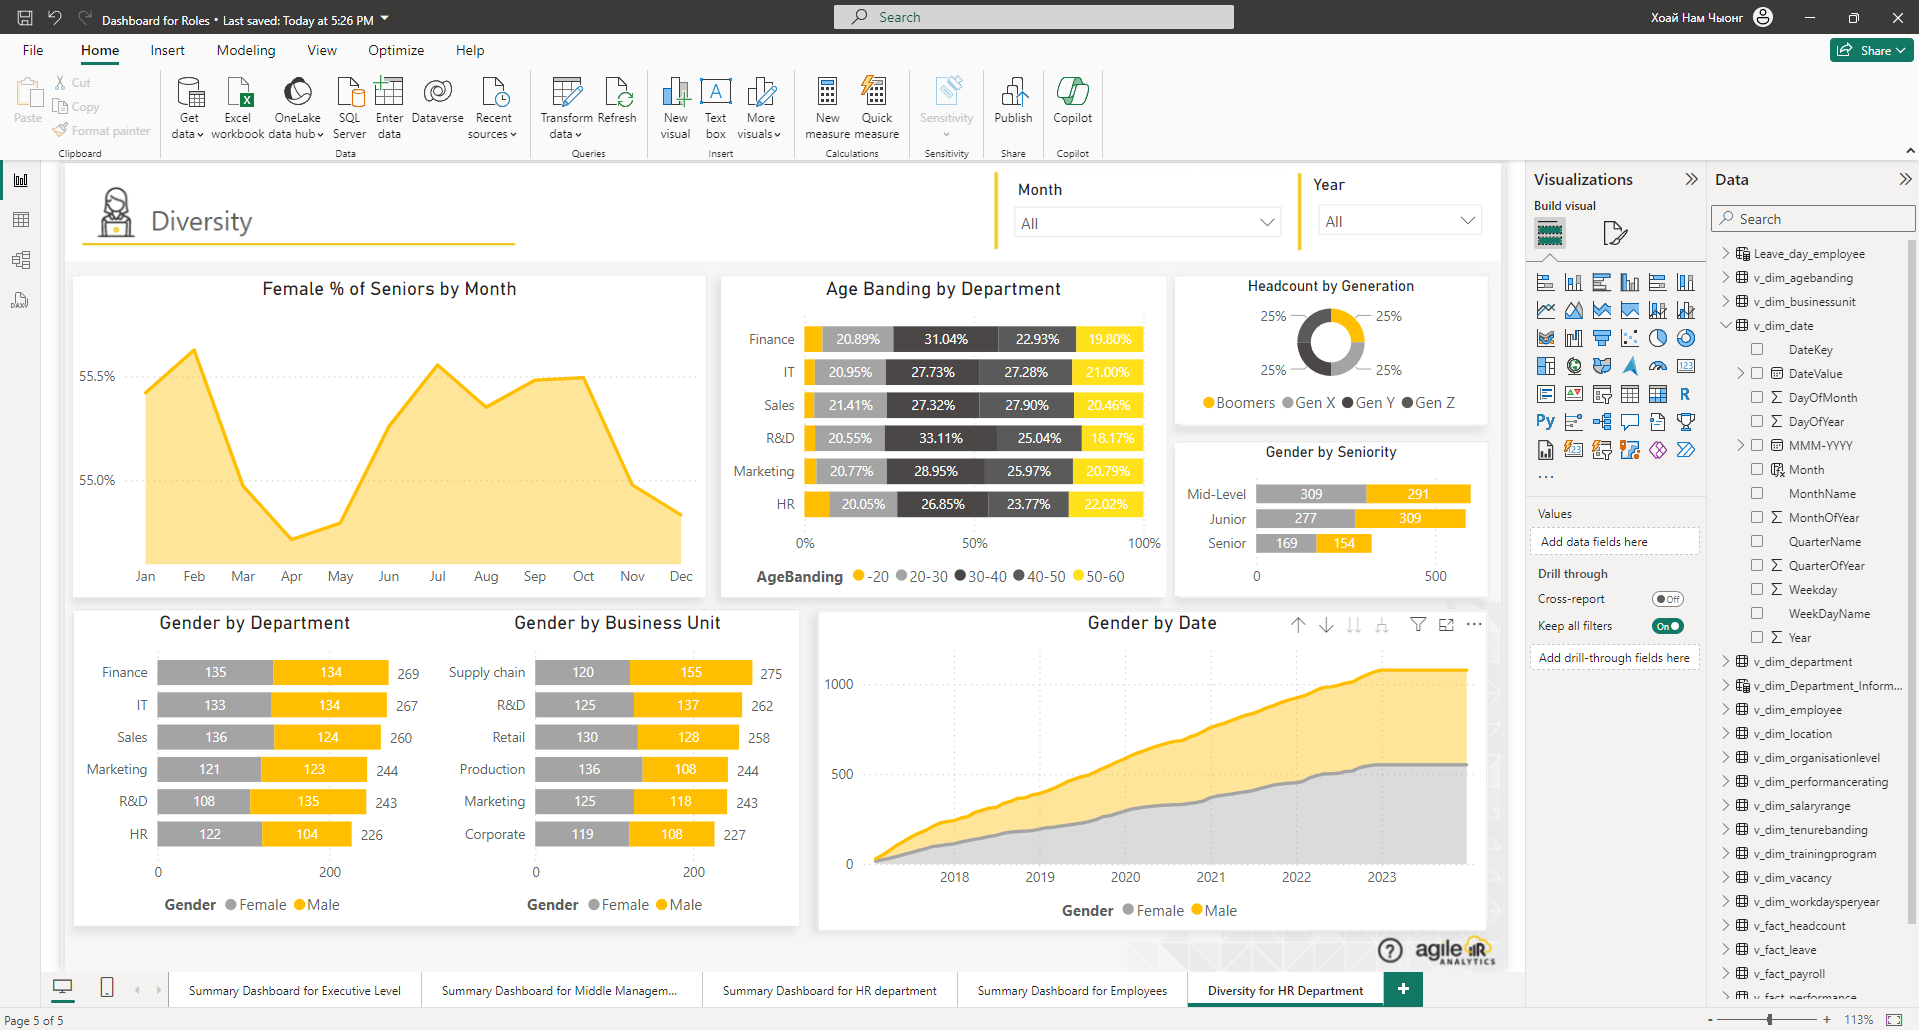 Dashboard for Roles • Last saved: Today at 5:26 PM
Search
Хоай Нам Чыонг
File Home Insert Modeling View Optimize Help
Share
Paste
Cut
Copy
Format painter
Clipboard
Get data
Excel workbook
OneLake data hub
SQL Server
Enter data
Dataverse
Recent sources
Data
Transform data
Refresh
Queries
New visual
Text box
More visuals
Insert
New measure
Quick measure
Calculations
Sensitivity
Sensitivity
Publish
Share
Copilot
Copilot
Diversity
Month
All
Year
All
Female % of Seniors by Month
55.5%
55.0%
Jan Feb Mar Apr May Jun Jul Aug Sep Oct Nov Dec
Age Banding by Department
Finance 20.89% 31.04% 22.93% 19.80%
IT 20.95% 27.73% 27.28% 21.00%
Sales 21.41% 27.32% 27.90% 20.46%
R&D 20.55% 33.11% 25.04% 18.17%
Marketing 20.77% 28.95% 25.97% 20.79%
HR 20.05% 26.85% 23.77% 22.02%
0% 50% 100%
AgeBanding -20 20-30 30-40 40-50 50-60
Headcount by Generation
25% 25%
25% 25%
Boomers Gen X Gen Y Gen Z
Gender by Seniority
Mid-Level 309 291
Junior 277 309
Senior 169 154
0 500
Gender by Department
Finance 135 134 269
IT 133 134 267
Sales 136 124 260
Marketing 121 123 244
R&D 108 135 243
HR 122 104 226
0 200
Gender Female Male
Gender by Business Unit
Supply chain 120 155 275
R&D 125 137 262
Retail 130 128 258
Production 136 108 244
Marketing 125 118 243
Corporate 119 108 227
0 200
Gender Female Male
Gender by Date
1000
500
0
2018 2019 2020 2021 2022 2023
Gender Female Male
? agile HR
ANALYTICS
Visualizations
Build visual
R
Py
123
...
Values
Add data fields here
Drill through
Cross-report Off
Keep all filters On
Add drill-through fields here
Data
Search
Leave_day_employee
v_dim_agebanding
v_dim_businessunit
v_dim_date
DateKey
DateValue
DayOfMonth
DayOfYear
MMM-YYYY
Month
MonthName
MonthOfYear
QuarterName
QuarterOfYear
Weekday
WeekDayName
Year
v_dim_department
v_dim_Department_Inform...
v_dim_employee
v_dim_location
v_dim_organisationlevel
v_dim_performancerating
v_dim_salaryrange
v_dim_tenurebanding
v_dim_trainingprogram
v_dim_vacancy
v_dim_workdaysperyear
v_fact_headcount
v_fact_leave
v_fact_payroll
v_fact_performance
Summary Dashboard for Executive Level
Summary Dashboard for Middle Managem...
Summary Dashboard for HR department
Summary Dashboard for Employees
Diversity for HR Department
+
Page 5 of 5
- + 113%